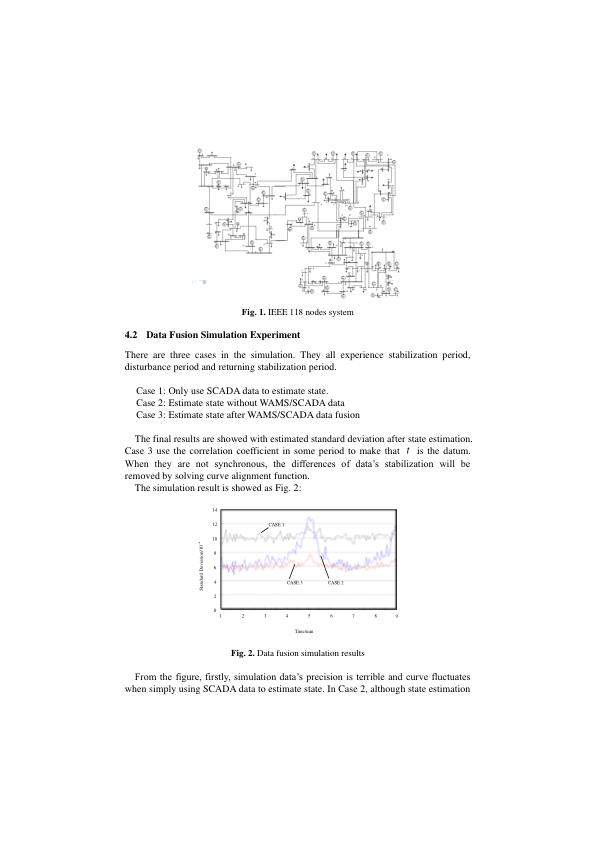 Fig. 1. IEEE 118 nodes system
4.2 Data Fusion Simulation Experiment
There are three cases in the simulation. They all experience stabilization period,
disturbance period and returning stabilization period.
Case 1: Only use SCADA data to estimate state.
Case 2: Estimate state without WAMS/SCADA data
Case 3: Estimate state after WAMS/SCADA data fusion
The final results are showed with estimated standard deviation after state estimation.
Case 3 use the correlation coefficient in some period to make that t is the datum.
When they are not synchronous, the differences of data's stabilization will be
removed by solving curve alignment function.
The simulation result is showed as Fig. 2:
14
12
10
8
6
4
2
0
Standard Deviation/10⁻⁴
CASE 1
CASE 3
CASE 2
1 2 3 4 5 6 7 8 9
Time/min
Fig. 2. Data fusion simulation results
From the figure, firstly, simulation data's precision is terrible and curve fluctuates
when simply using SCADA data to estimate state. In Case 2, although state estimation